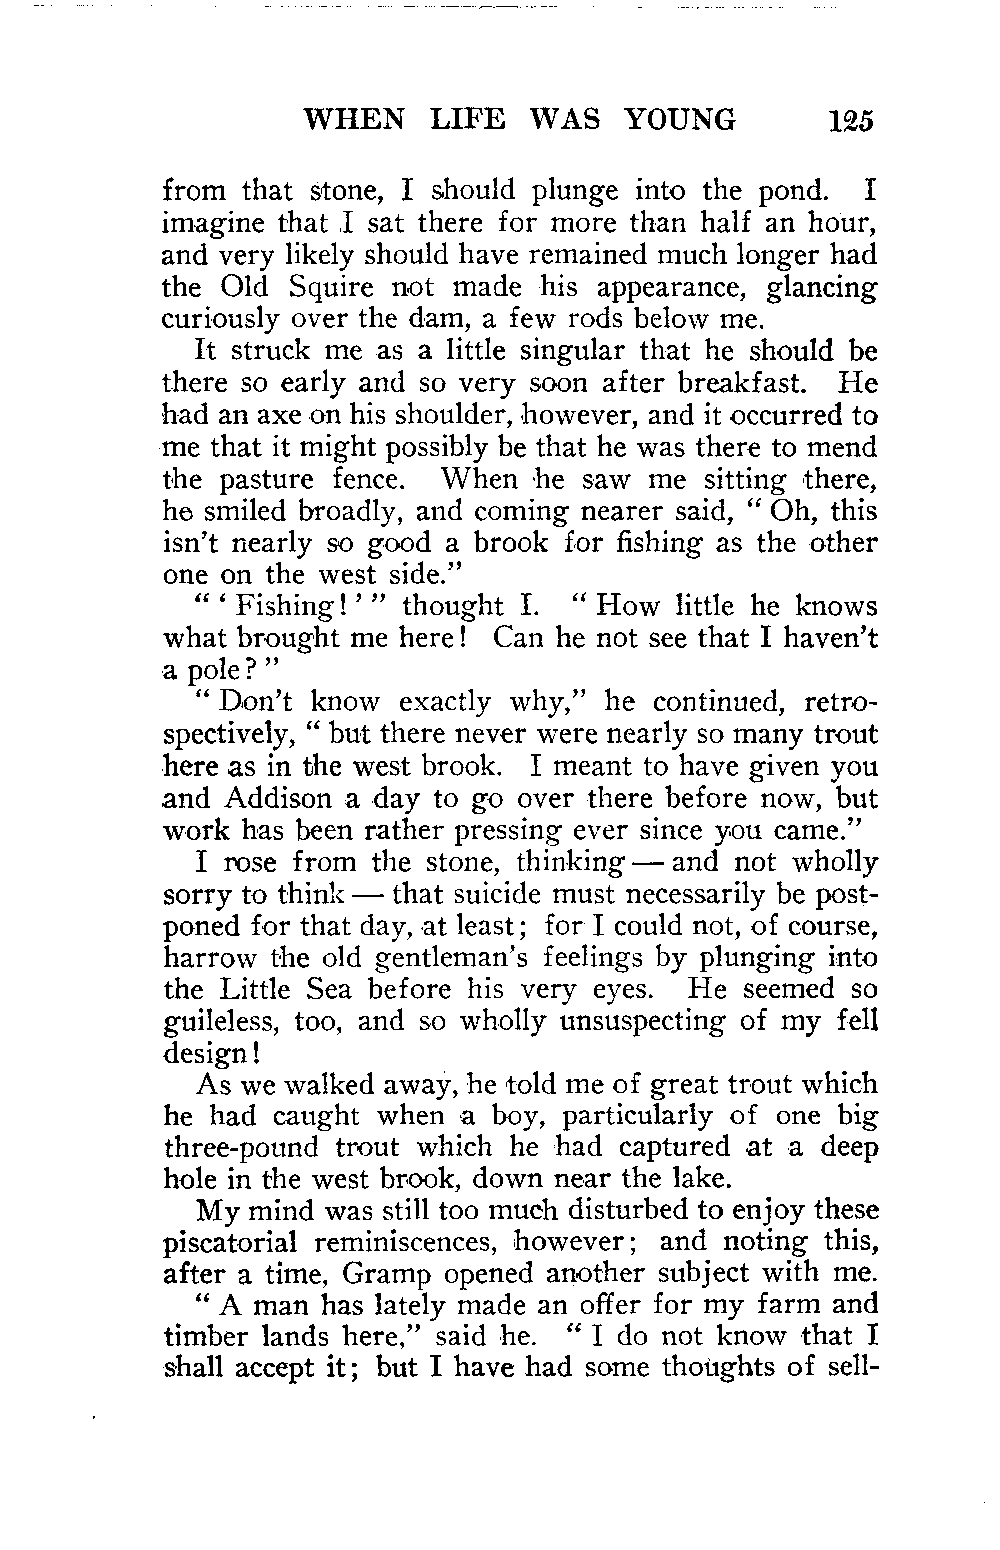 WHEN LIFE WAS YOUNG 125
from that stone, I should plunge into the pond. I
imagine that I sat there for more than half an hour,
and very likely should have remained much longer had
the Old Squire not made his appearance, glancing
curiously over the dam, a few rods below me.
It struck me as a little singular that he should be
there so early and so very soon after breakfast. He
had an axe on his shoulder, however, and it occurred to
me that it might possibly be that he was there to mend
the pasture fence. When he saw me sitting there,
he smiled broadly, and coming nearer said, “ Oh, this
isn't nearly so good a brook for fishing as the other
one on the west side.”
“ ‘ Fishing! ’ ” thought I. “ How little he knows
what brought me here! Can he not see that I haven't
a pole? ”
“ Don't know exactly why,” he continued, retro-
spectively, “ but there never were nearly so many trout
here as in the west brook. I meant to have given you
and Addison a day to go over there before now, but
work has been rather pressing ever since you came.”
I rose from the stone, thinking — and not wholly
sorry to think — that suicide must necessarily be post-
poned for that day, at least; for I could not, of course,
harrow the old gentleman's feelings by plunging into
the Little Sea before his very eyes. He seemed so
guileless, too, and so wholly unsuspecting of my fell
design!
As we walked away, he told me of great trout which
he had caught when a boy, particularly of one big
three-pound trout which he had captured at a deep
hole in the west brook, down near the lake.
My mind was still too much disturbed to enjoy these
piscatorial reminiscences, however; and noting this,
after a time, Gramp opened another subject with me.
“ A man has lately made an offer for my farm and
timber lands here,” said he. “ I do not know that I
shall accept it; but I have had some thoughts of sell-